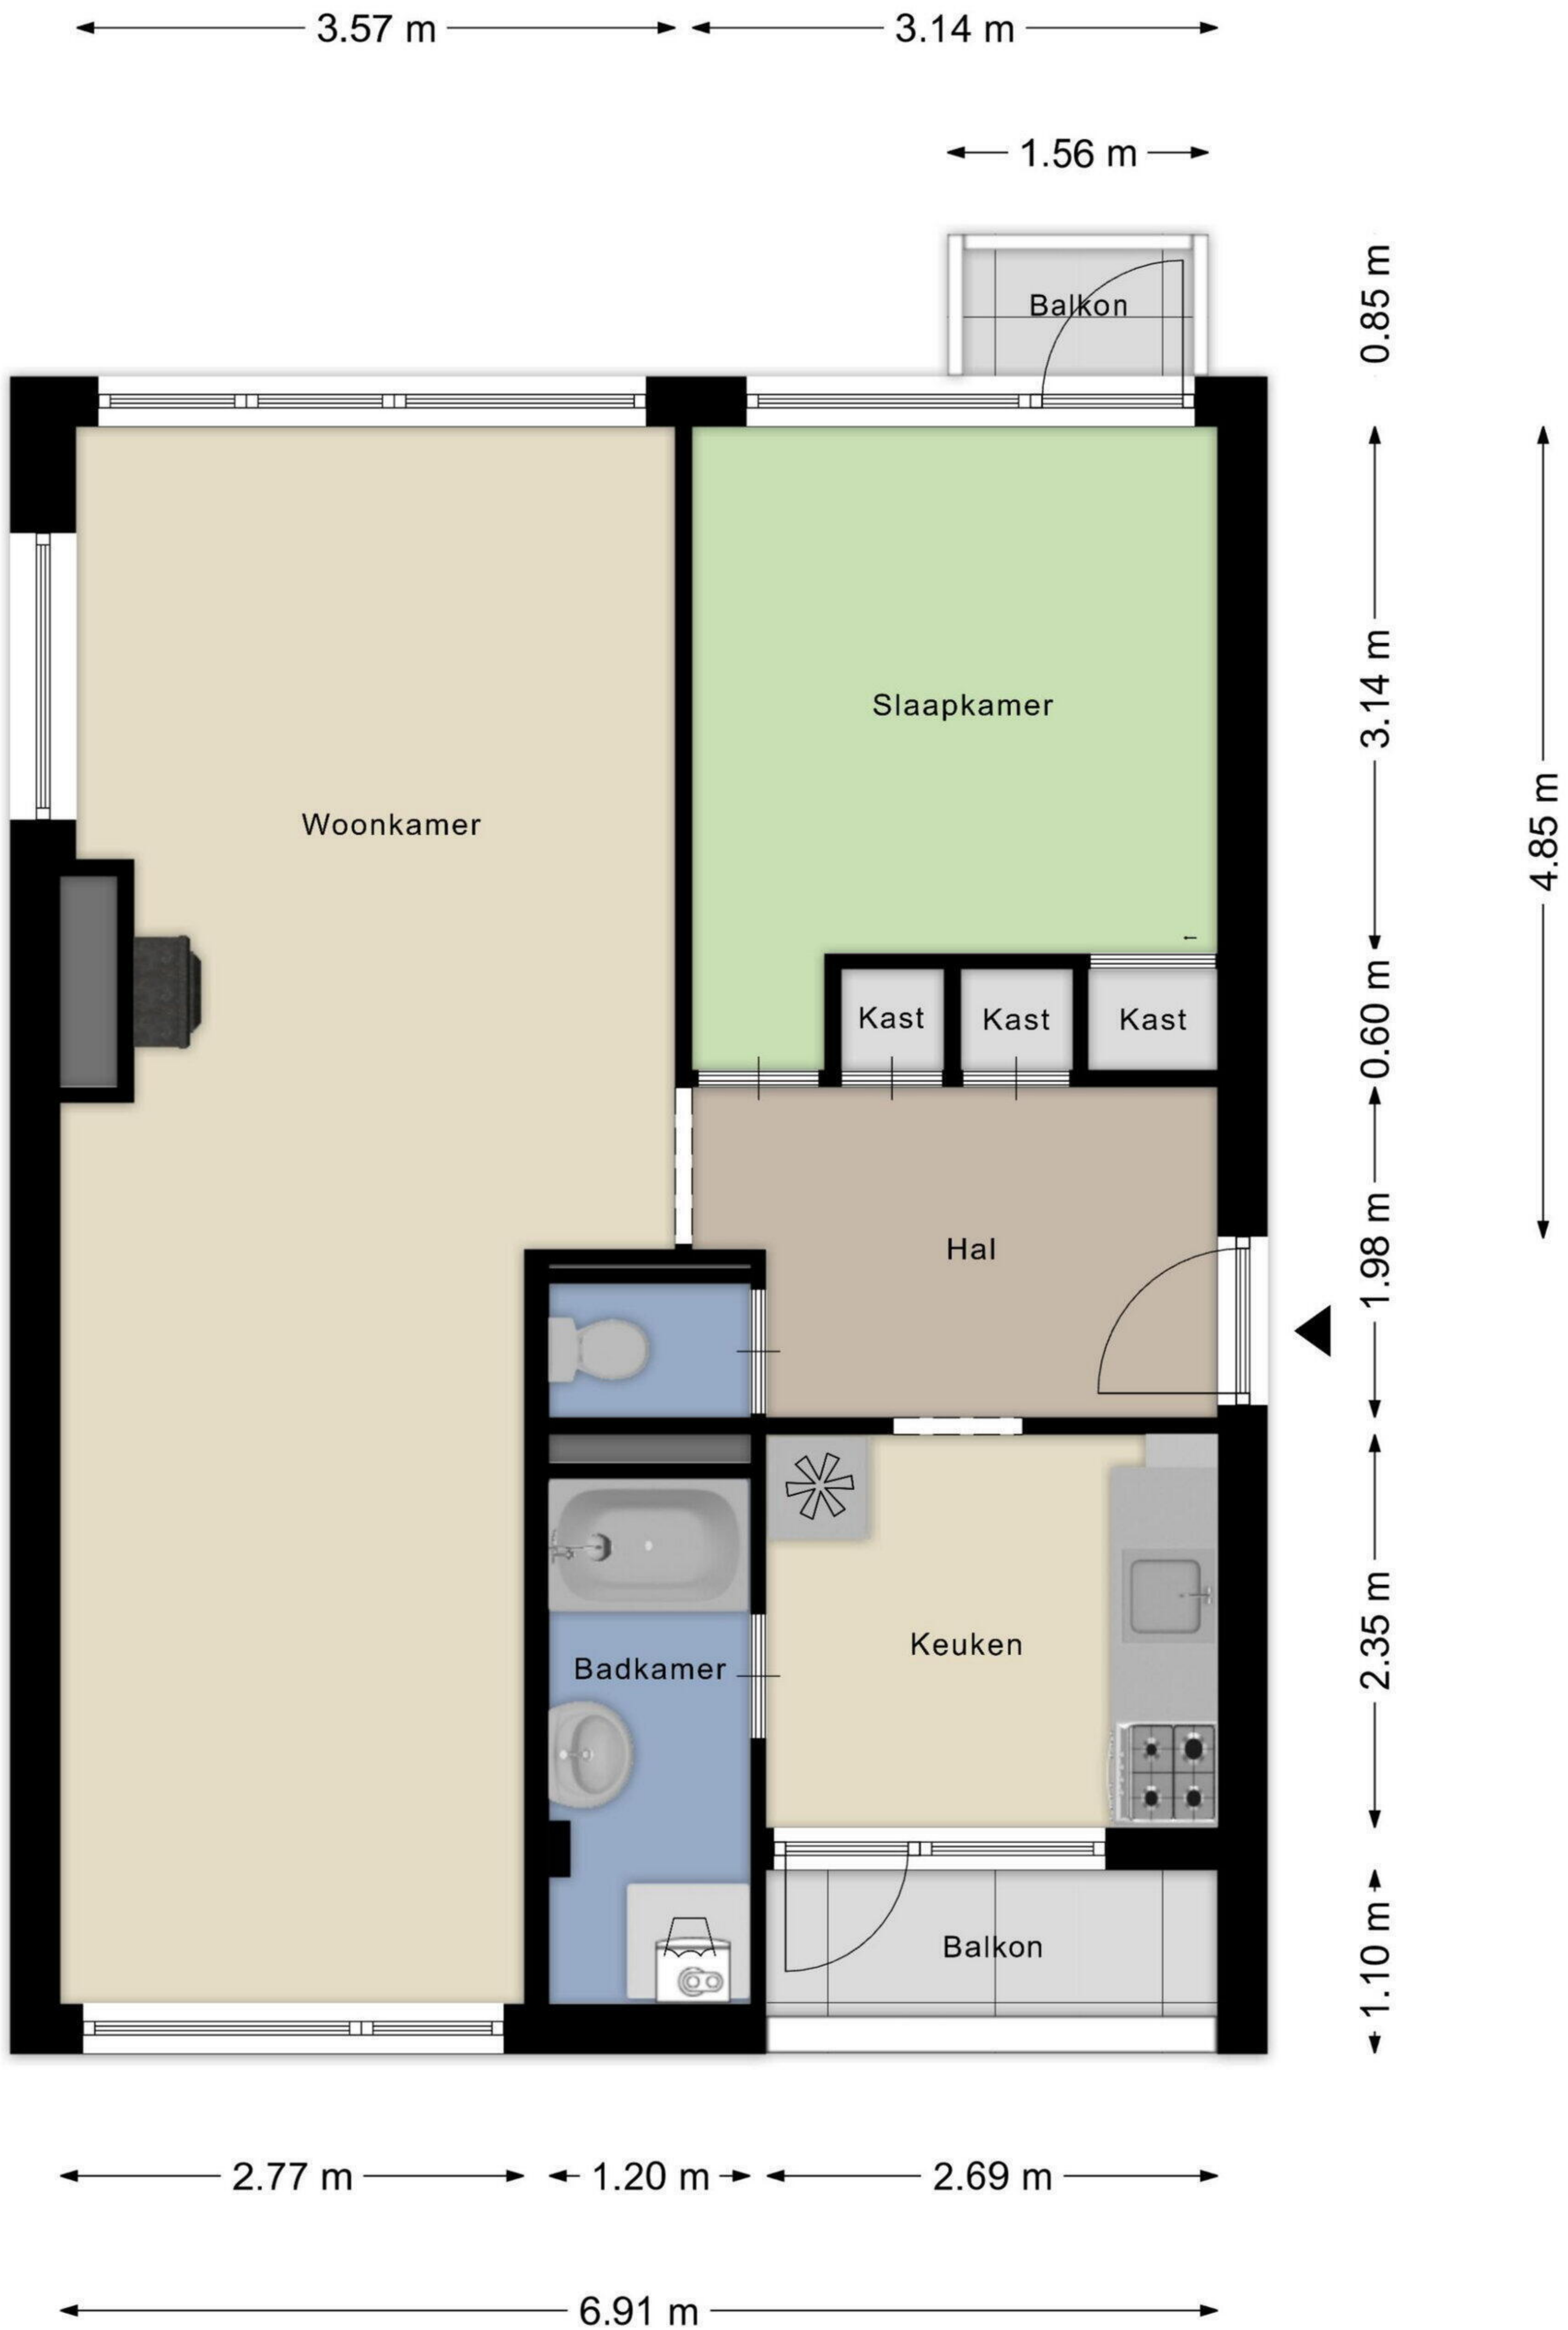 3.57 m
3.14 m
1.56 m
0.85 m
Balkon
3.14 m
4.85 m
Slaapkamer
Woonkamer
Kast
Kast
Kast
0.60 m
Hal
1.98 m
Keuken
2.35 m
Badkamer
Balkon
1.10 m
2.77 m
1.20 m
2.69 m
6.91 m